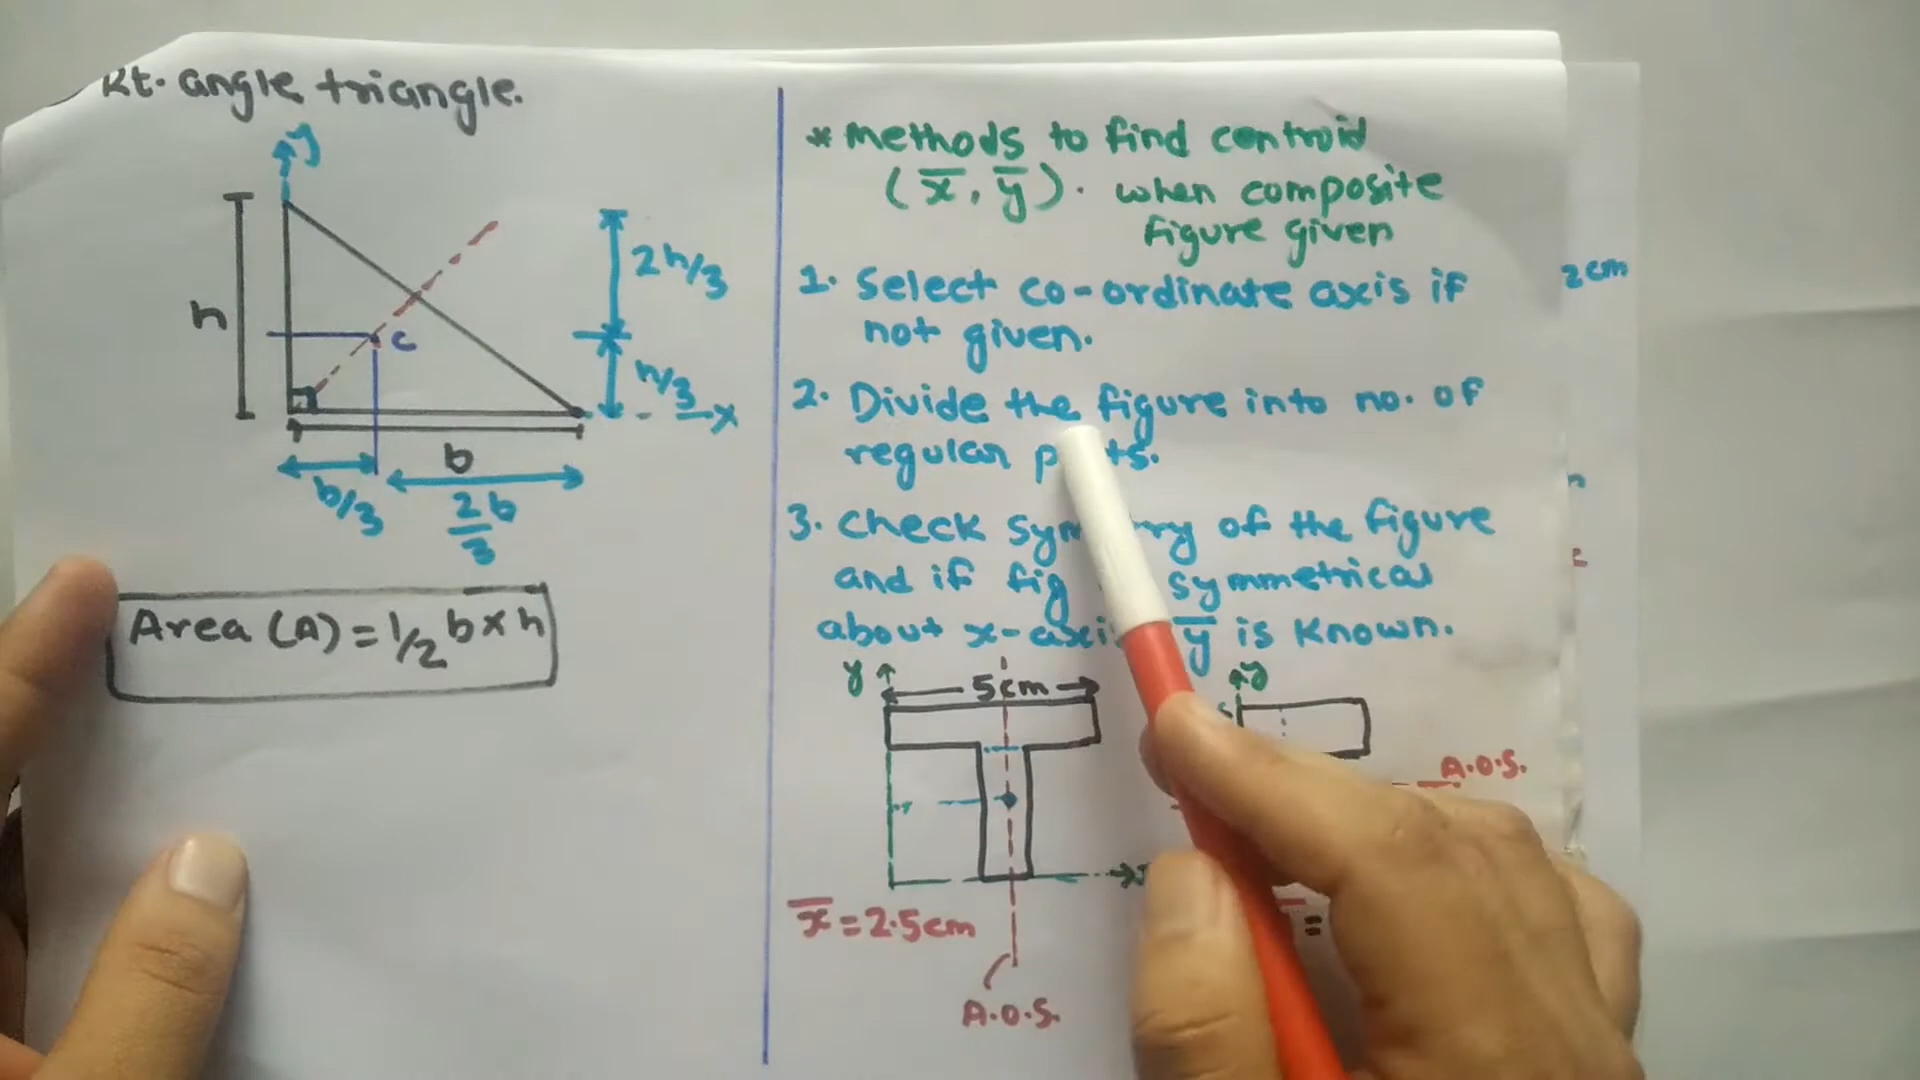 Rt. angle triangle.
y
h
2h/3
c
h/3
x
b
b/3
2b
3
Area (A) = 1/2 b x h
* Methods to find centroid
(x̅, y̅). when composite
figure given
1. Select co-ordinate axis if
not given.
2. Divide the figure into no. of
regular
3. Check of the figure
and if fig symmetrical
about x- y̅ is known.
y
5cm
x̅ = 2.5cm
A.O.S.
y
A.O.S.
=
2cm